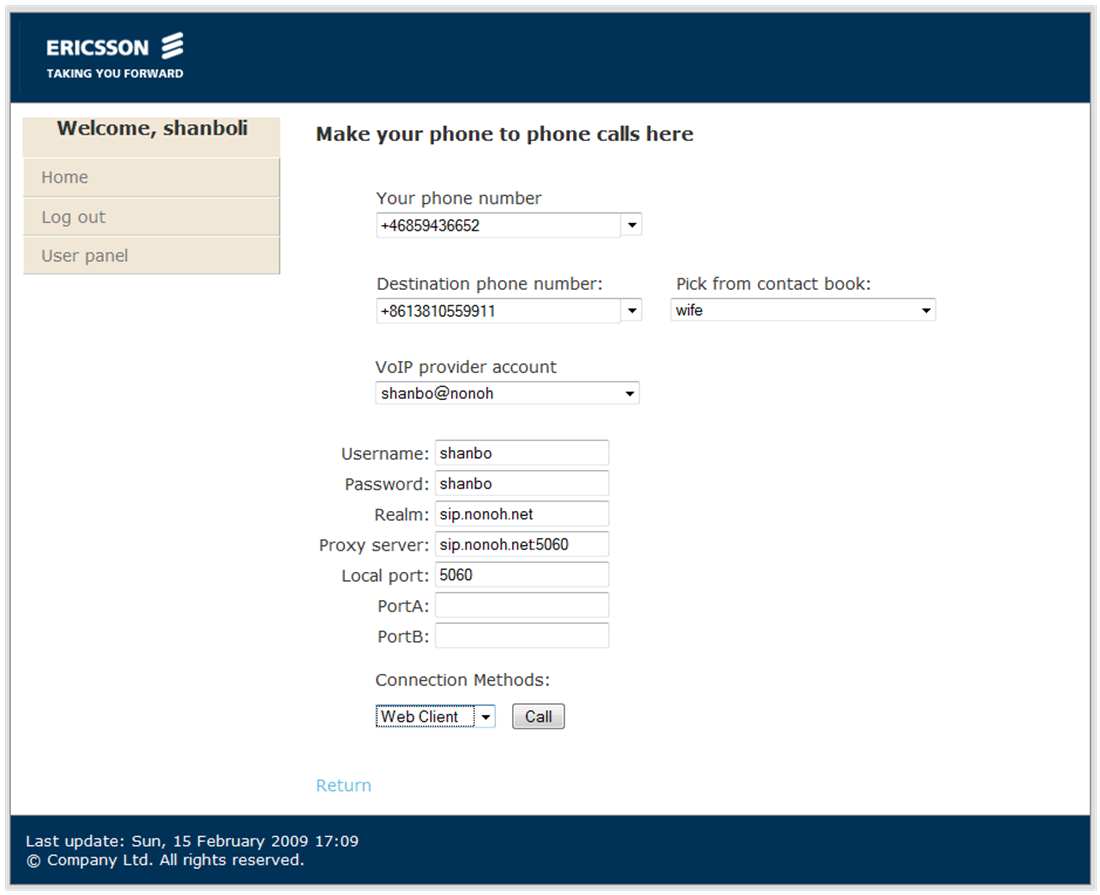 ERICSSON
TAKING YOU FORWARD
Welcome, shanboli
Home
Log out
User panel
Make your phone to phone calls here
Your phone number
+46859436652
Destination phone number: Pick from contact book:
+8613810559911 wife
VoIP provider account
shanbo@nonoh
Username: shanbo
Password: shanbo
Realm: sip.nonoh.net
Proxy server: sip.nonoh.net:5060
Local port: 5060
PortA:
PortB:
Connection Methods:
Web Client Call
Return
Last update: Sun, 15 February 2009 17:09
© Company Ltd. All rights reserved.